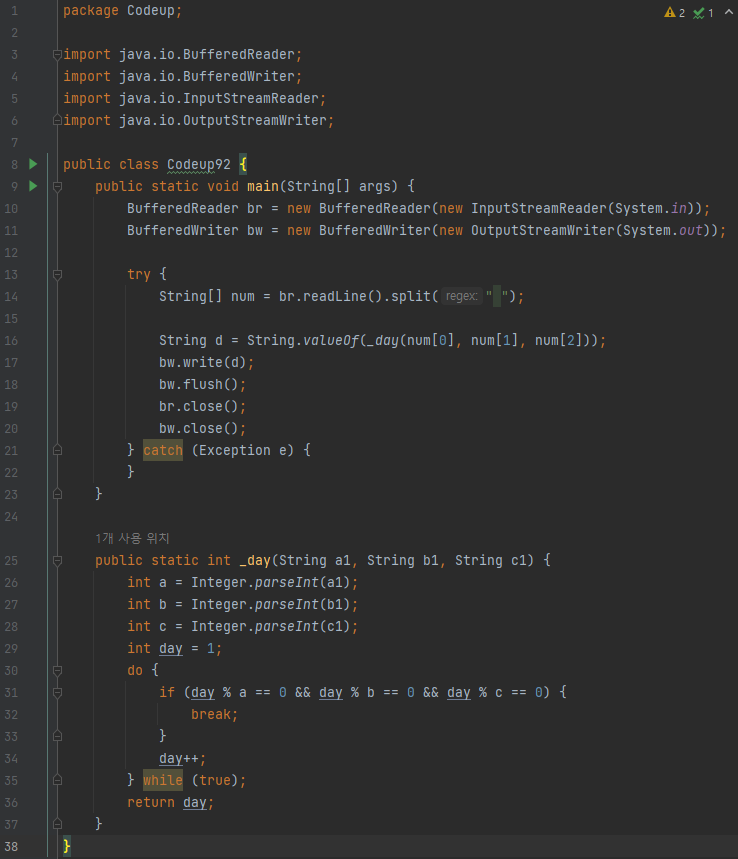 2 1
1 package Codeup;
2
3 import java.io.BufferedReader;
4 import java.io.BufferedWriter;
5 import java.io.InputStreamReader;
6 import java.io.OutputStreamWriter;
7
8 public class Codeup92 {
9     public static void main(String[] args) {
10         BufferedReader br = new BufferedReader(new InputStreamReader(System.in));
11         BufferedWriter bw = new BufferedWriter(new OutputStreamWriter(System.out));
12
13         try {
14             String[] num = br.readLine().split( regex: " ");
15
16             String d = String.valueOf(_day(num[0], num[1], num[2]));
17             bw.write(d);
18             bw.flush();
19             br.close();
20             bw.close();
21         } catch (Exception e) {
22         }
23     }
24
1개 사용 위치
25     public static int _day(String a1, String b1, String c1) {
26         int a = Integer.parseInt(a1);
27         int b = Integer.parseInt(b1);
28         int c = Integer.parseInt(c1);
29         int day = 1;
30         do {
31             if (day % a == 0 && day % b == 0 && day % c == 0) {
32                 break;
33             }
34             day++;
35         } while (true);
36         return day;
37     }
38 }